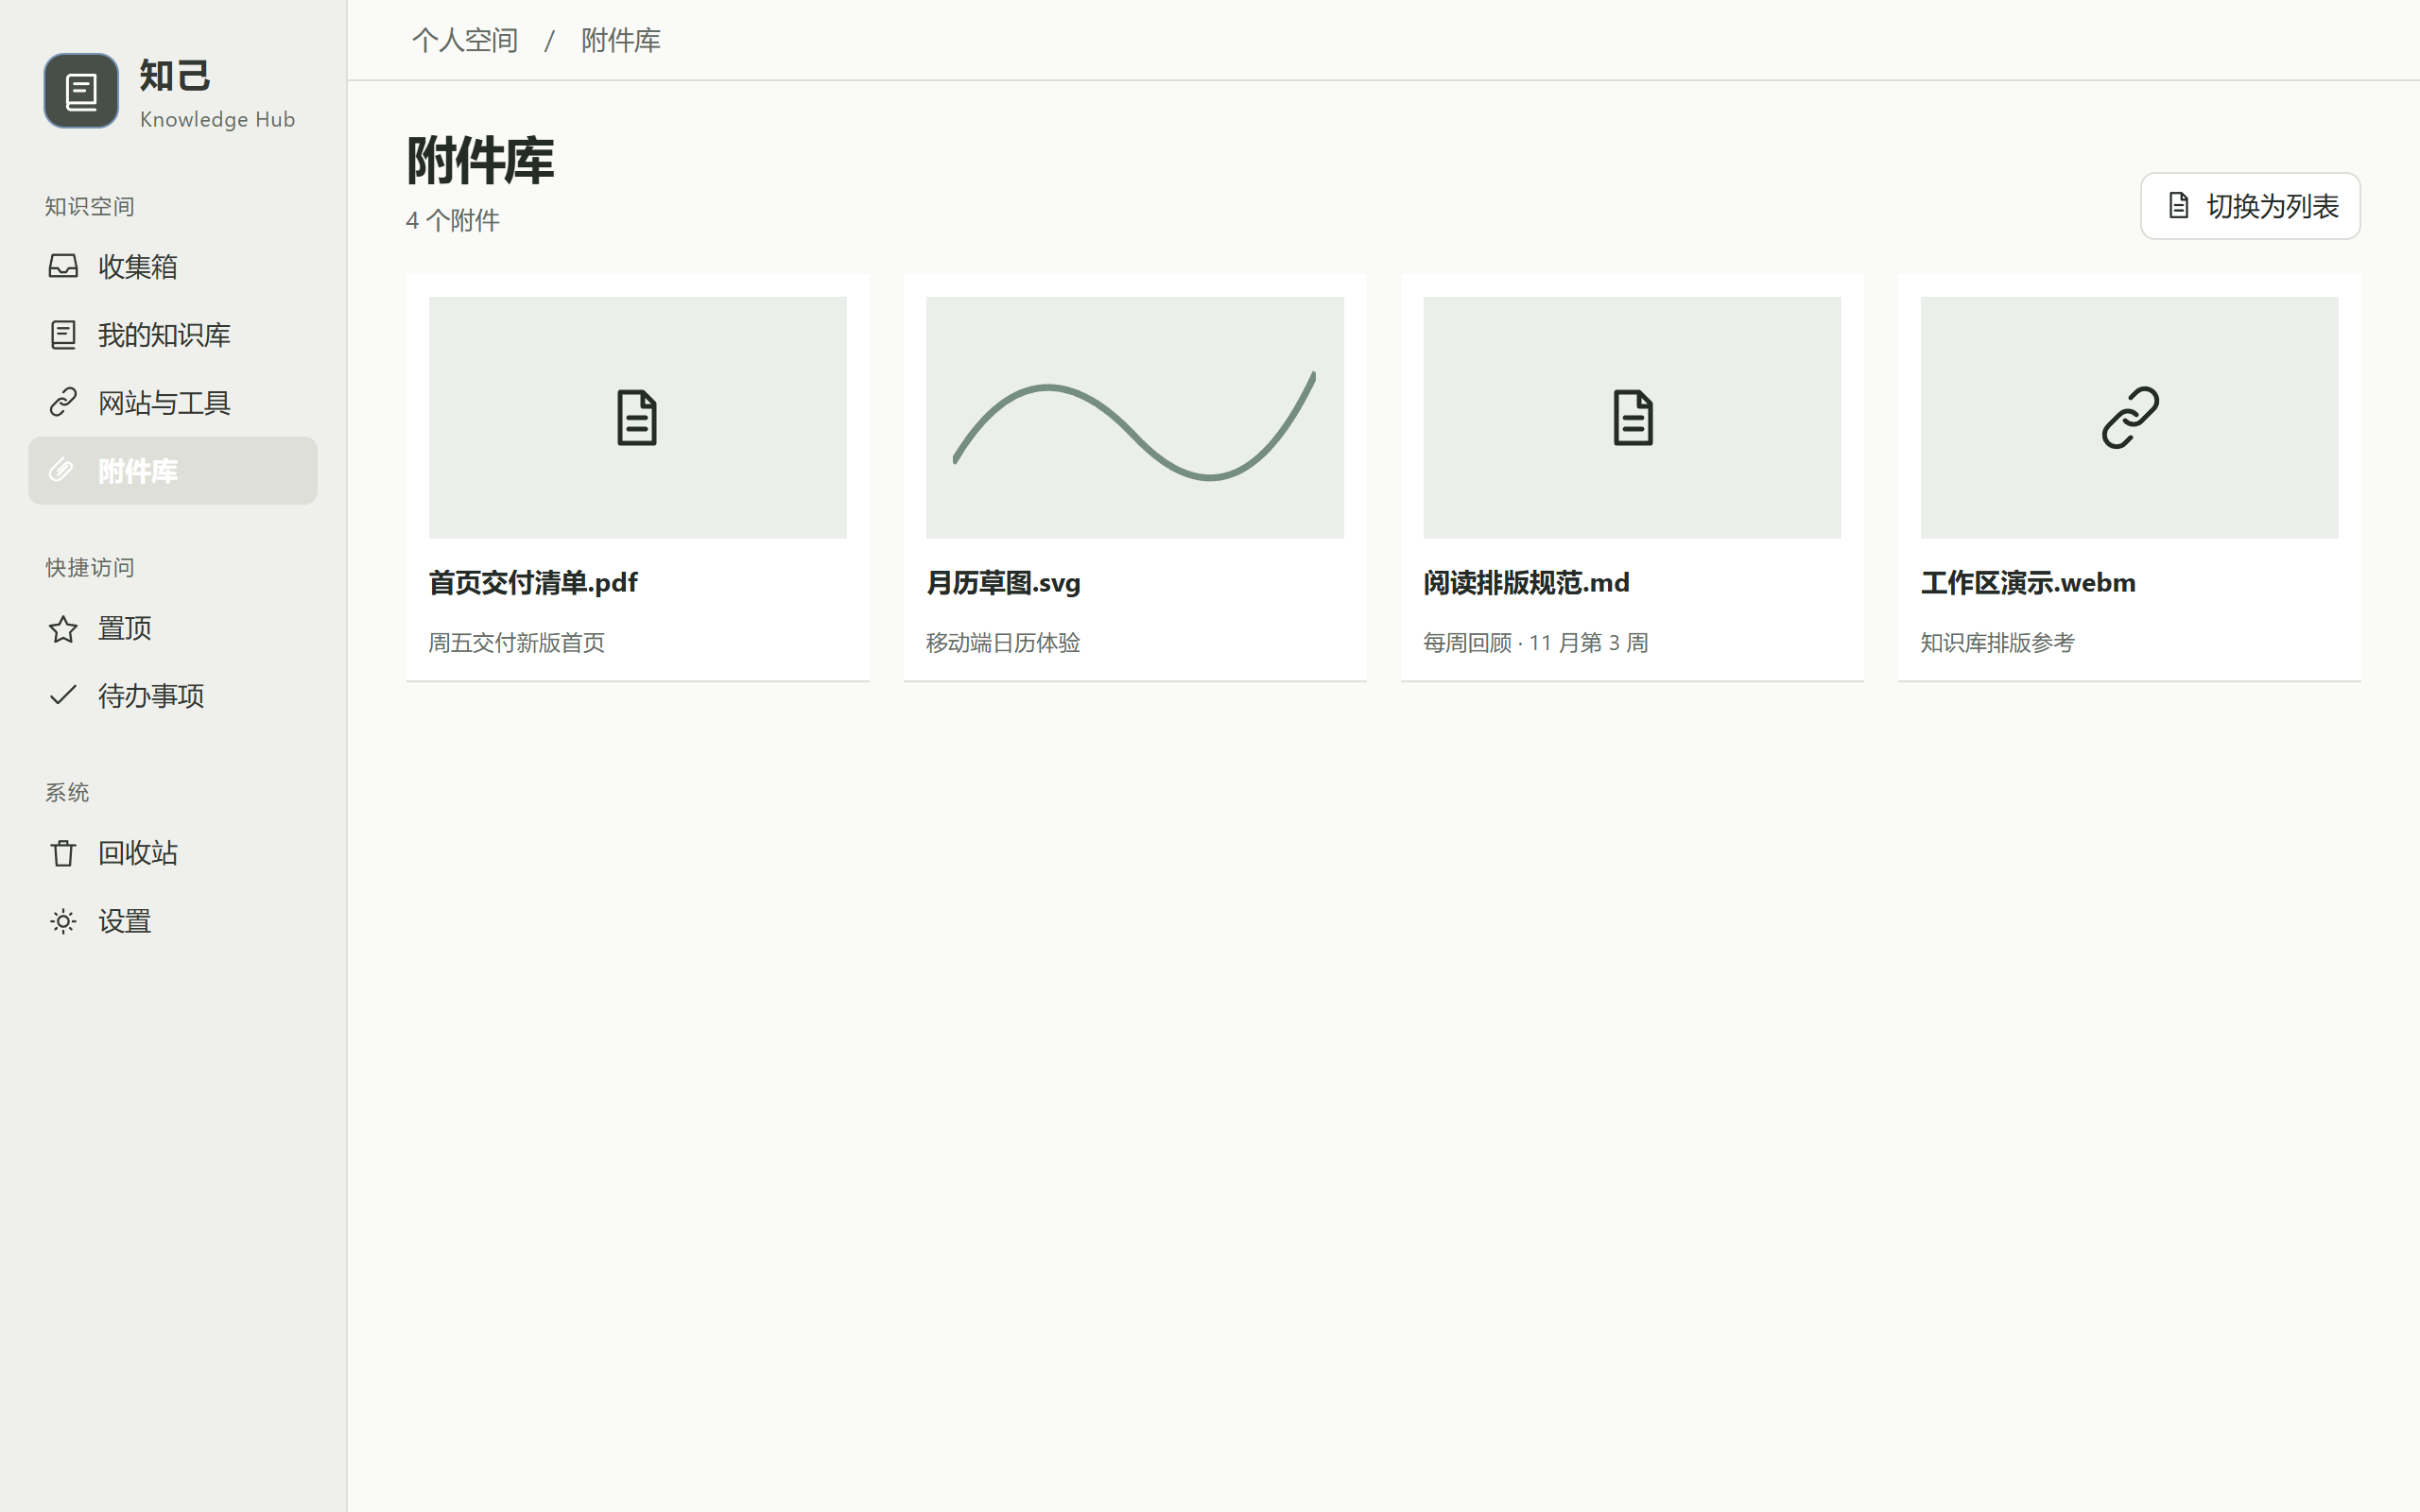 知己
Knowledge Hub
知识空间
收集箱
我的知识库
网站与工具
附件库
快捷访问
置顶
待办事项
系统
回收站
设置
个人空间 / 附件库
附件库
4 个附件
切换为列表
首页交付清单.pdf
周五交付新版首页
月历草图.svg
移动端日历体验
阅读排版规范.md
每周回顾 · 11 月第 3 周
工作区演示.webm
知识库排版参考